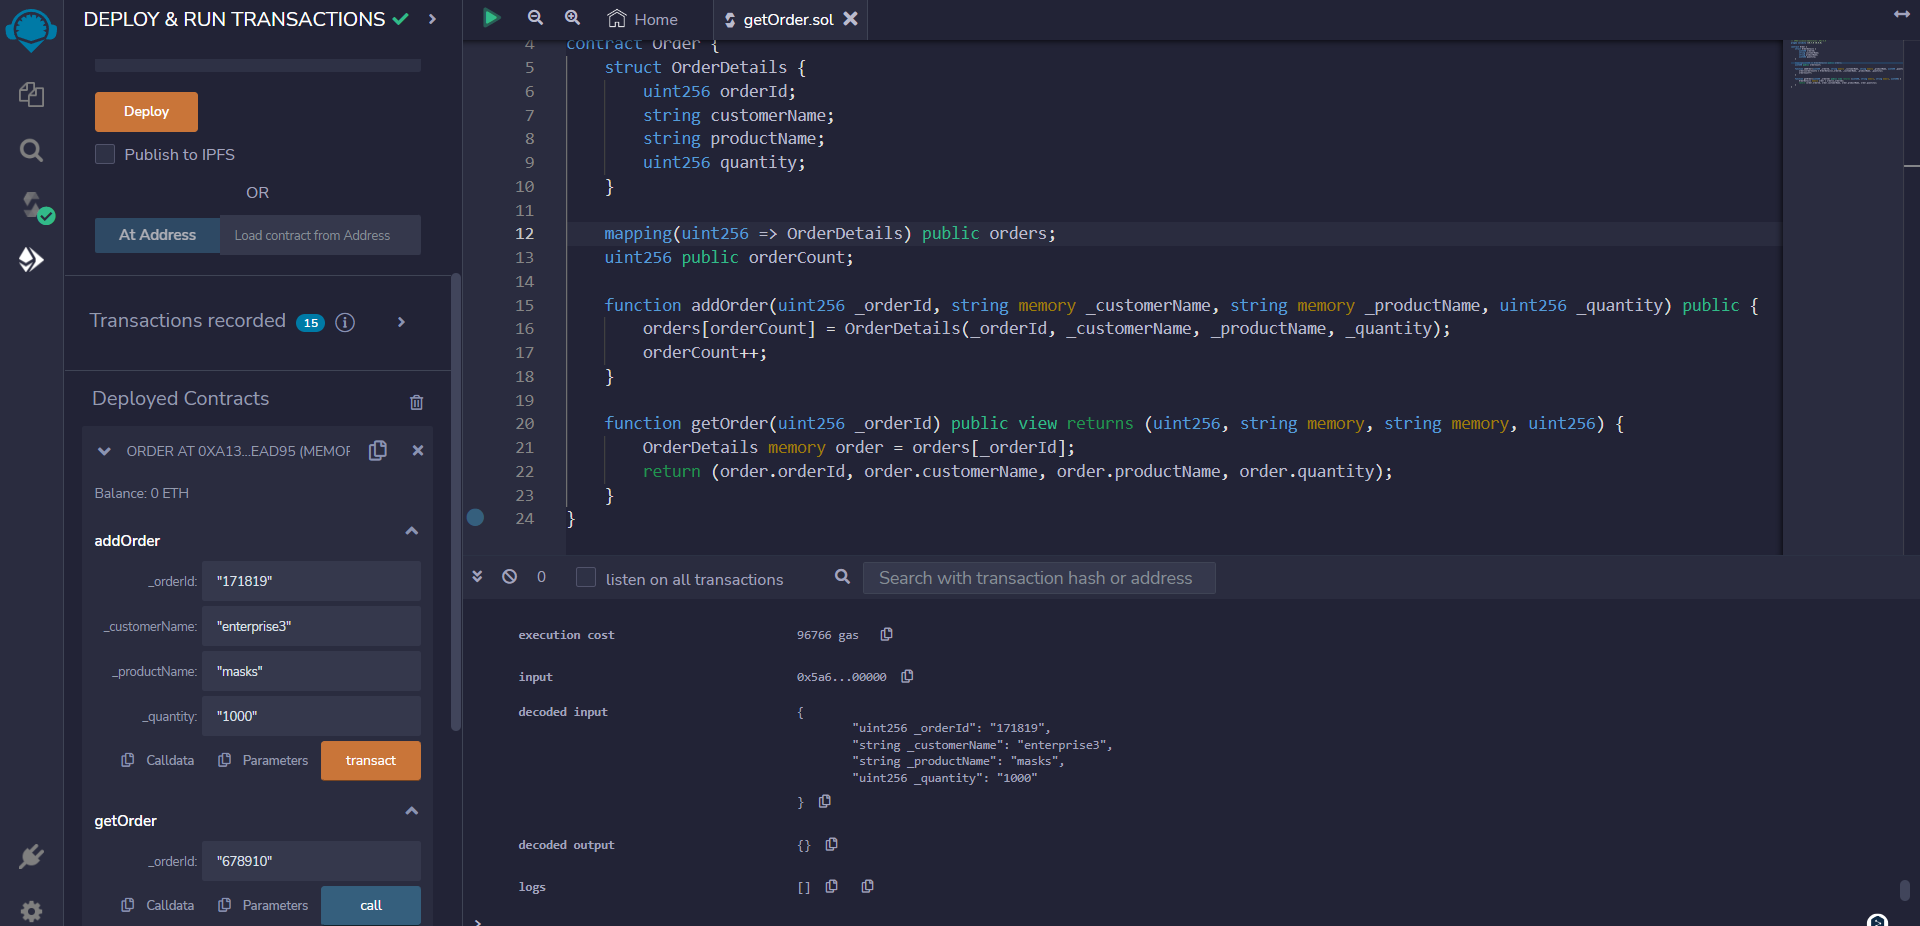 DEPLOY & RUN TRANSACTIONS
Deploy
Publish to IPFS
OR
At Address
Load contract from Address
Transactions recorded 15
Deployed Contracts
ORDER AT 0XA13...EAD95 (MEMOR
Balance: 0 ETH
addOrder
_orderId: "171819"
_customerName: "enterprise3"
_productName: "masks"
_quantity: "1000"
Calldata Parameters transact
getOrder
_orderId: "678910"
Calldata Parameters call
Home
getOrder.sol
4 contract Order {
5 struct OrderDetails {
6 uint256 orderId;
7 string customerName;
8 string productName;
9 uint256 quantity;
10 }
11
12 mapping(uint256 => OrderDetails) public orders;
13 uint256 public orderCount;
14
15 function addOrder(uint256 _orderId, string memory _customerName, string memory _productName, uint256 _quantity) public {
16 orders[orderCount] = OrderDetails(_orderId, _customerName, _productName, _quantity);
17 orderCount++;
18 }
19
20 function getOrder(uint256 _orderId) public view returns (uint256, string memory, string memory, uint256) {
21 OrderDetails memory order = orders[_orderId];
22 return (order.orderId, order.customerName, order.productName, order.quantity);
23 }
24 }
0 listen on all transactions Search with transaction hash or address
execution cost 96766 gas
input 0x5a6...00000
decoded input {
"uint256 _orderId": "171819",
"string _customerName": "enterprise3",
"string _productName": "masks",
"uint256 _quantity": "1000"
}
decoded output {}
logs []
>